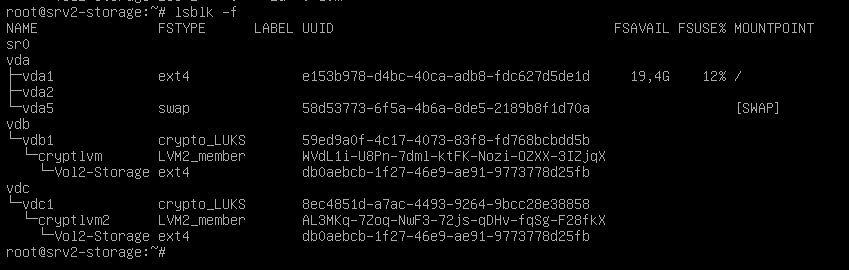 root@srv2-storage:~# lsblk -f
NAME FSTYPE LABEL UUID FSAVAIL FSUSE% MOUNTPOINT
sr0
vda
├─vda1 ext4 e153b978-d4bc-40ca-adb8-fdc627d5de1d 19,4G 12% /
├─vda2
└─vda5 swap 58d53773-6f5a-4b6a-8de5-2189b8f1d70a [SWAP]
vdb
└─vdb1 crypto_LUKS 59ed9a0f-4c17-4073-83f8-fd768bcbdd5b
└─cryptlvm LVM2_member WVdL1i-U8Pn-7dml-ktFK-Nozi-OZXX-3I2jqX
└─Vol2-Storage ext4 db0aebcb-1f27-46e9-ae91-9773778d25fb
vdc
└─vdc1 crypto_LUKS 8ec4851d-a7ac-4493-9264-9bcc28e38858
└─cryptlvm2 LVM2_member AL3MKq-7Zoq-NwF3-72js-qDHv-fqSg-F28fkX
└─Vol2-Storage ext4 db0aebcb-1f27-46e9-ae91-9773778d25fb
root@srv2-storage:~#